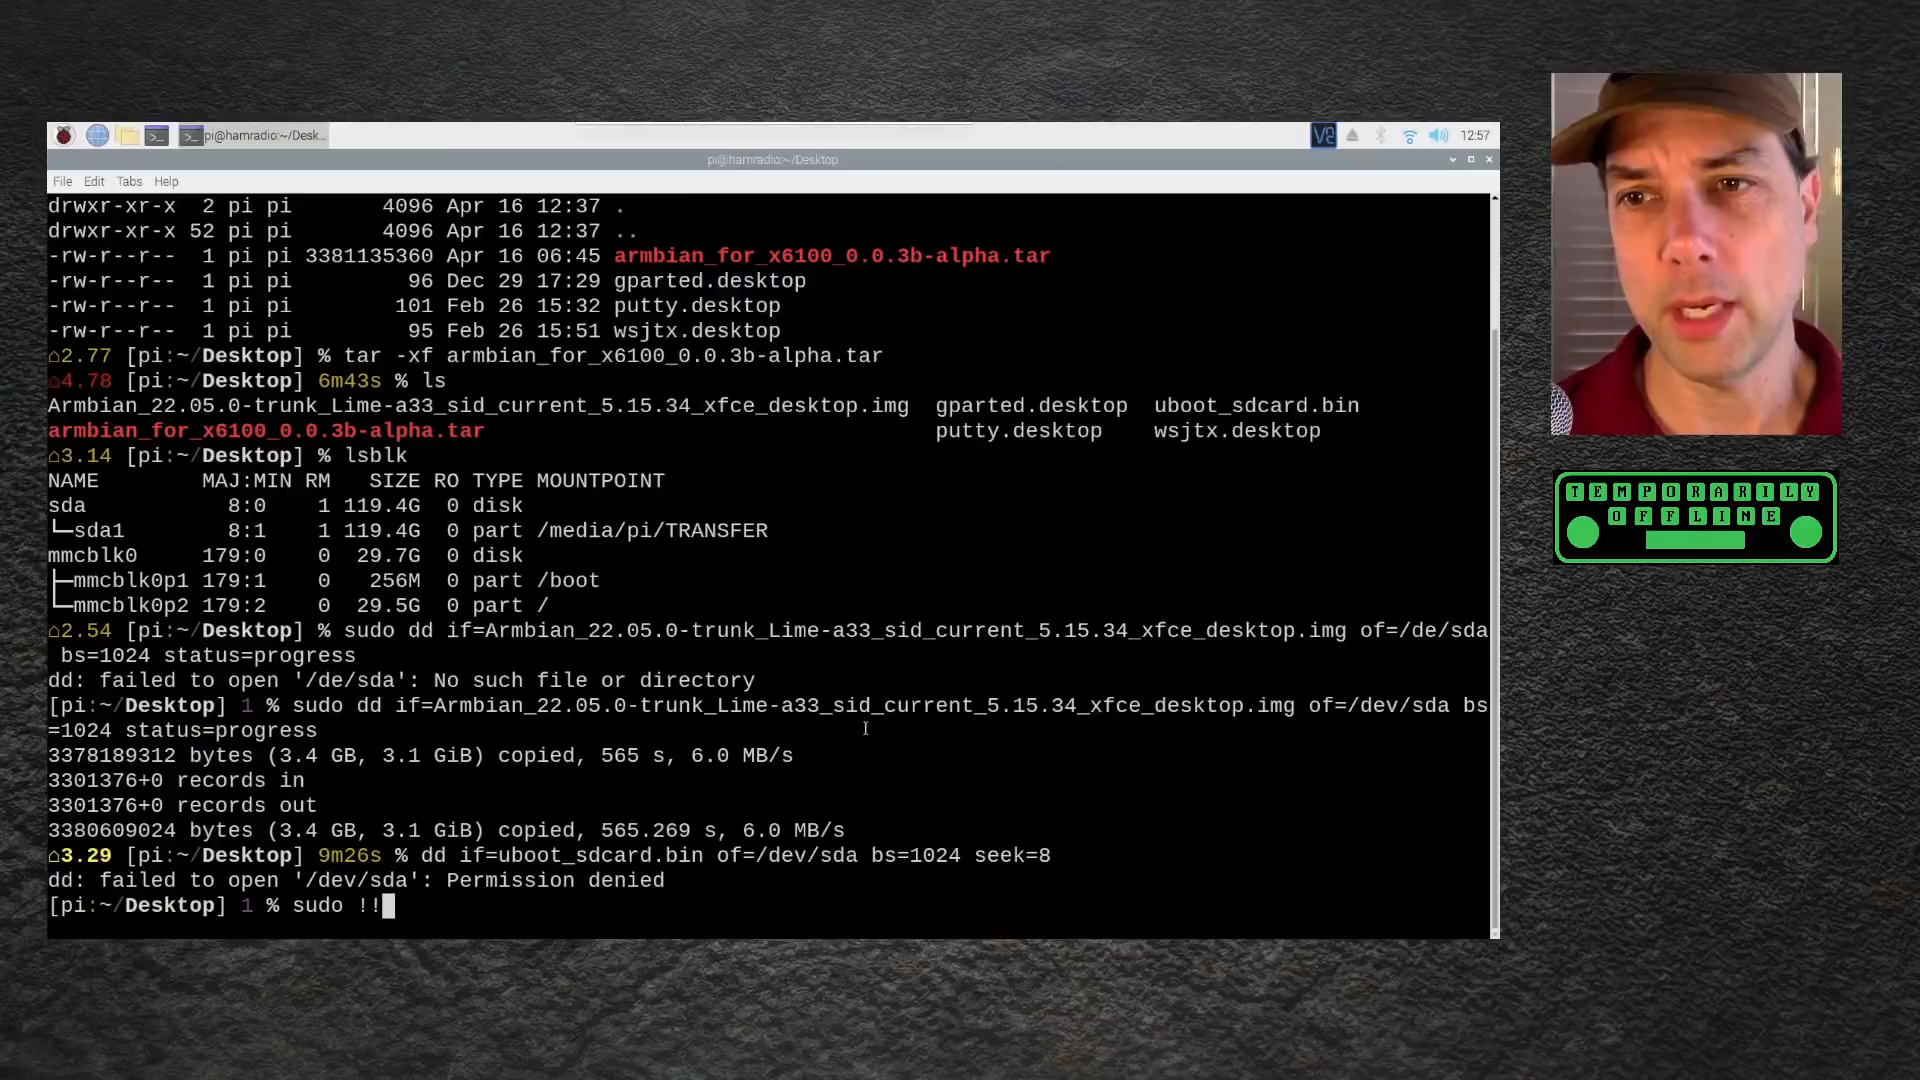 pi@hamradio:~/Desk...
12:57
pi@hamradio:~/Desktop
File Edit Tabs Help
drwxr-xr-x  2 pi pi       4096 Apr 16 12:37 .
drwxr-xr-x 52 pi pi       4096 Apr 16 12:37 ..
-rw-r--r--  1 pi pi 3381135360 Apr 16 06:45 armbian_for_x6100_0.0.3b-alpha.tar
-rw-r--r--  1 pi pi         96 Dec 29 17:29 gparted.desktop
-rw-r--r--  1 pi pi        101 Feb 26 15:32 putty.desktop
-rw-r--r--  1 pi pi         95 Feb 26 15:51 wsjtx.desktop
⌂2.77 [pi:~/Desktop] % tar -xf armbian_for_x6100_0.0.3b-alpha.tar
⌂4.78 [pi:~/Desktop] 6m43s % ls
Armbian_22.05.0-trunk_Lime-a33_sid_current_5.15.34_xfce_desktop.img  gparted.desktop  uboot_sdcard.bin
armbian_for_x6100_0.0.3b-alpha.tar                                   putty.desktop    wsjtx.desktop
⌂3.14 [pi:~/Desktop] % lsblk
NAME        MAJ:MIN RM   SIZE RO TYPE MOUNTPOINT
sda           8:0    1 119.4G  0 disk
└─sda1        8:1    1 119.4G  0 part /media/pi/TRANSFER
mmcblk0     179:0    0  29.7G  0 disk
├─mmcblk0p1 179:1    0   256M  0 part /boot
└─mmcblk0p2 179:2    0  29.5G  0 part /
⌂2.54 [pi:~/Desktop] % sudo dd if=Armbian_22.05.0-trunk_Lime-a33_sid_current_5.15.34_xfce_desktop.img of=/de/sda
bs=1024 status=progress
dd: failed to open '/de/sda': No such file or directory
[pi:~/Desktop] 1 % sudo dd if=Armbian_22.05.0-trunk_Lime-a33_sid_current_5.15.34_xfce_desktop.img of=/dev/sda bs
=1024 status=progress
3378189312 bytes (3.4 GB, 3.1 GiB) copied, 565 s, 6.0 MB/s
3301376+0 records in
3301376+0 records out
3380609024 bytes (3.4 GB, 3.1 GiB) copied, 565.269 s, 6.0 MB/s
⌂3.29 [pi:~/Desktop] 9m26s % dd if=uboot_sdcard.bin of=/dev/sda bs=1024 seek=8
dd: failed to open '/dev/sda': Permission denied
[pi:~/Desktop] 1 % sudo !!
TEMPORARILY
OFFLINE